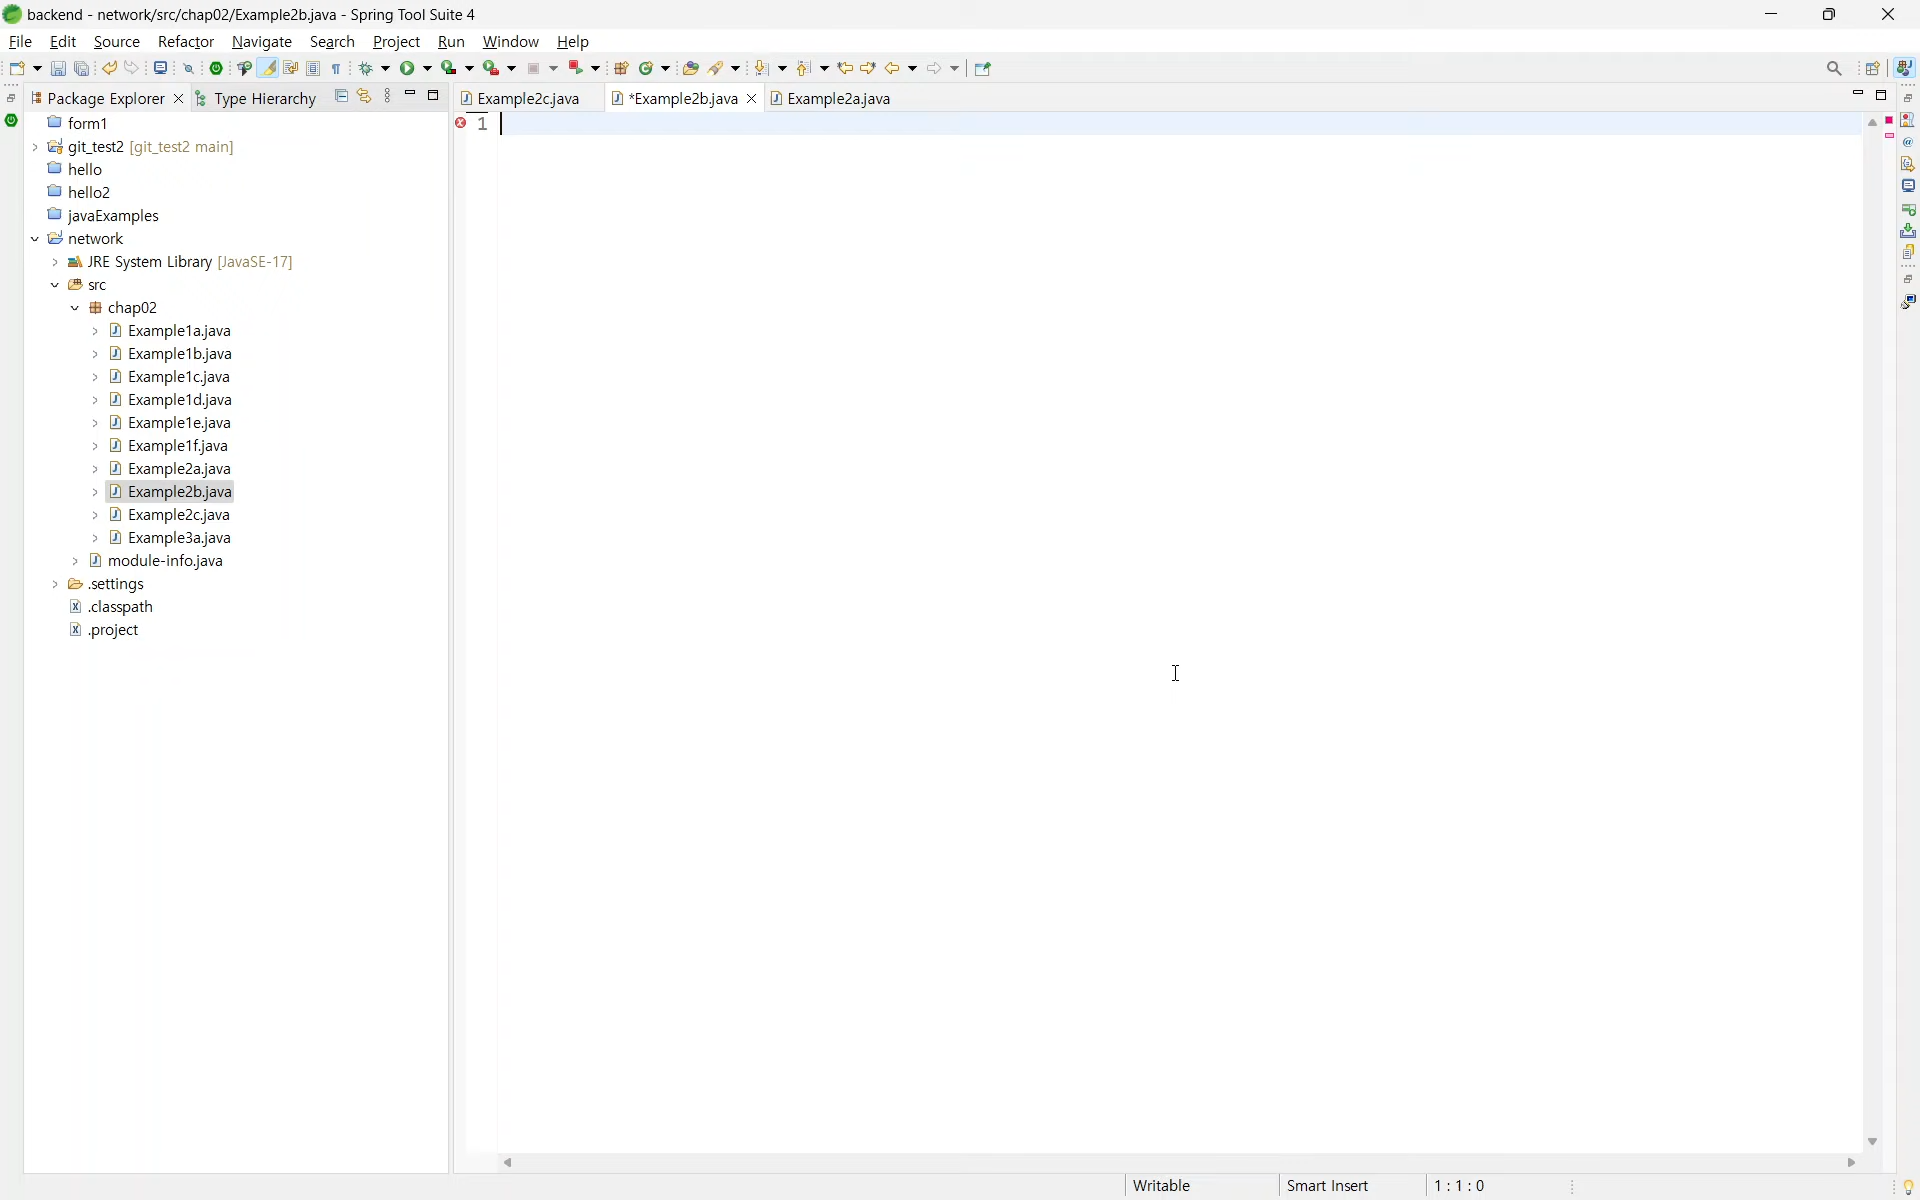 backend - network/src/chap02/Example2b.java - Spring Tool Suite 4
File Edit Source Refactor Navigate Search Project Run Window Help
Package Explorer Type Hierarchy
Example2c.java *Example2b.java Example2a.java
1
form1
git_test2 [git_test2 main]
hello
hello2
javaExamples
network
JRE System Library [JavaSE-17]
src
chap02
Example1a.java
Example1b.java
Example1c.java
Example1d.java
Example1e.java
Example1f.java
Example2a.java
Example2b.java
Example2c.java
Example3a.java
module-info.java
.settings
.classpath
.project
Writable Smart Insert 1 : 1 : 0